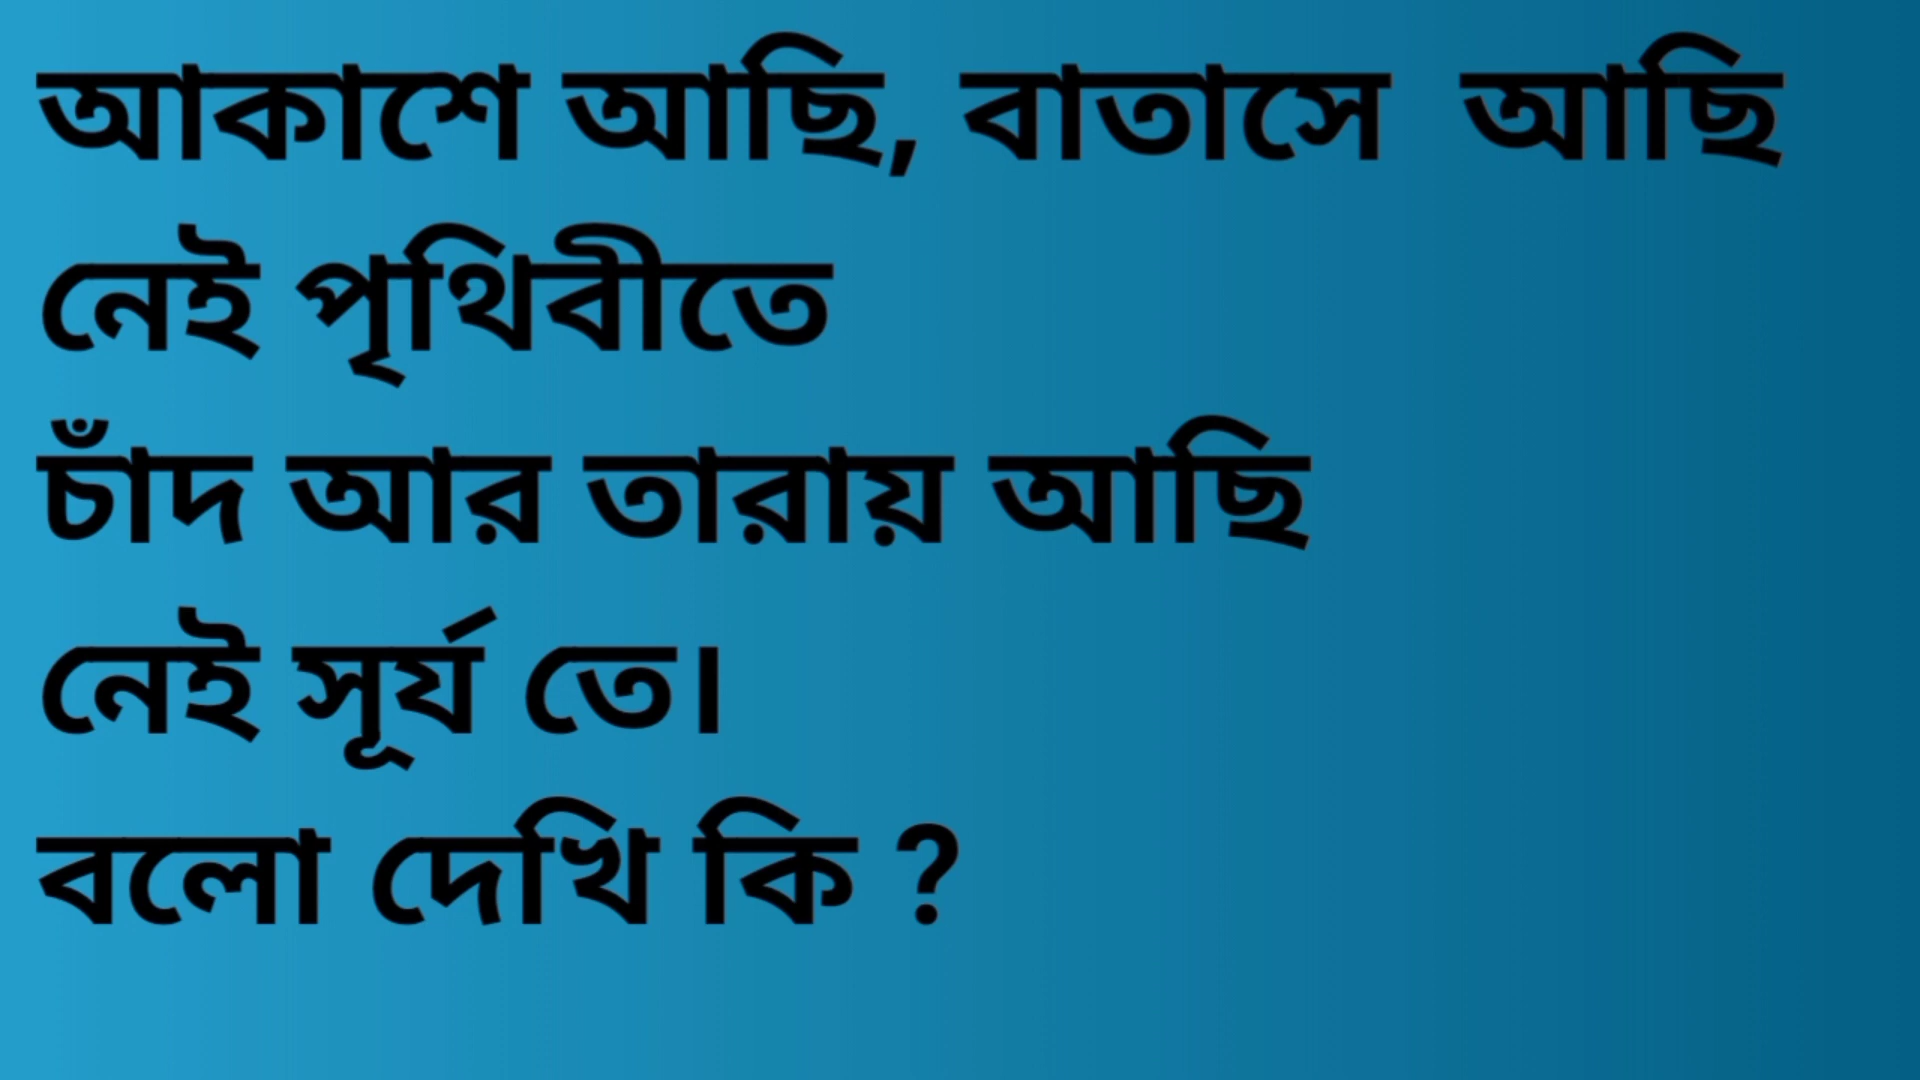 আকাশে আছি, বাতাসে আছি
নেই পৃথিবীতে
চাঁদ আর তারায় আছি
নেই সূর্য তে।
বলো দেখি কি ?